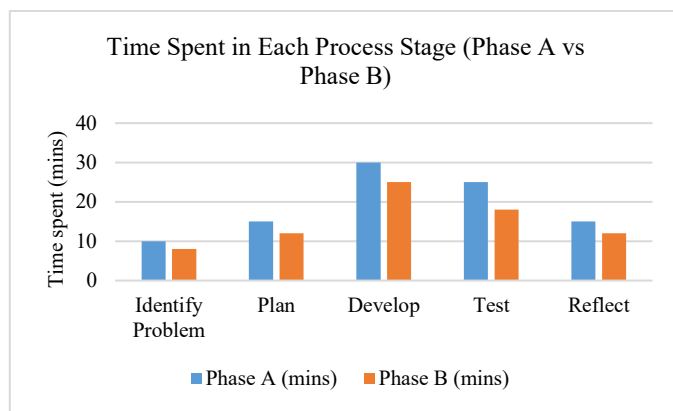 Time Spent in Each Process Stage (Phase A vs
Phase B)
Time spent (mins)
40
30
20
10
0
Identify
Problem
Plan
Develop
Test
Reflect
Phase A (mins)
Phase B (mins)